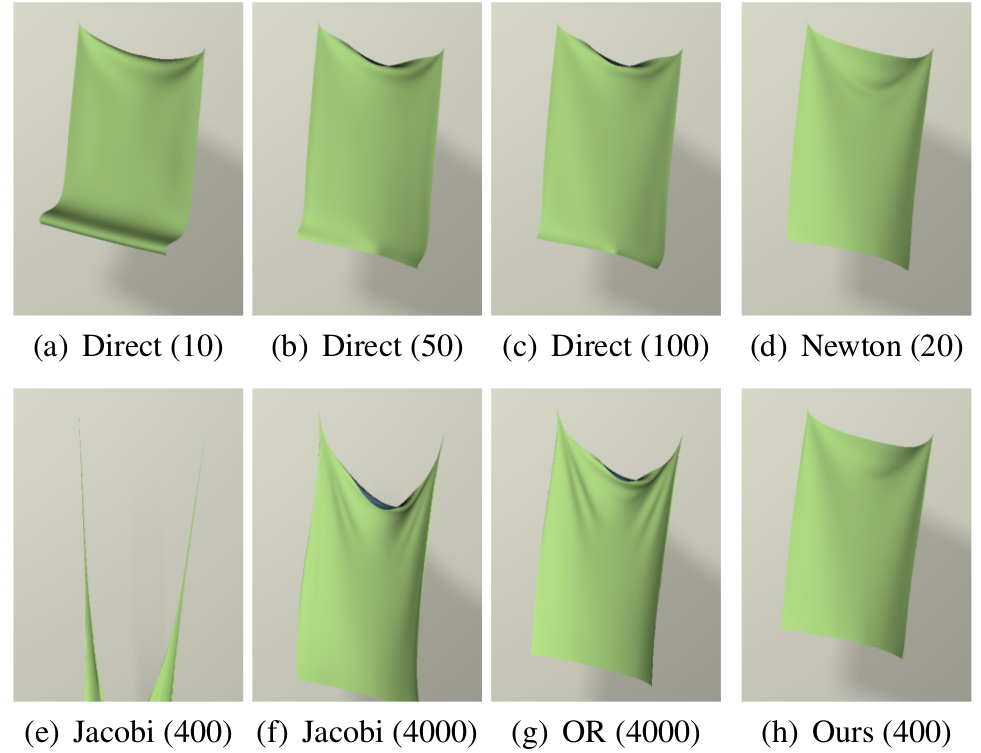 (a) Direct (10) (b) Direct (50) (c) Direct (100) (d) Newton (20)
(e) Jacobi (400) (f) Jacobi (4000) (g) OR (4000) (h) Ours (400)